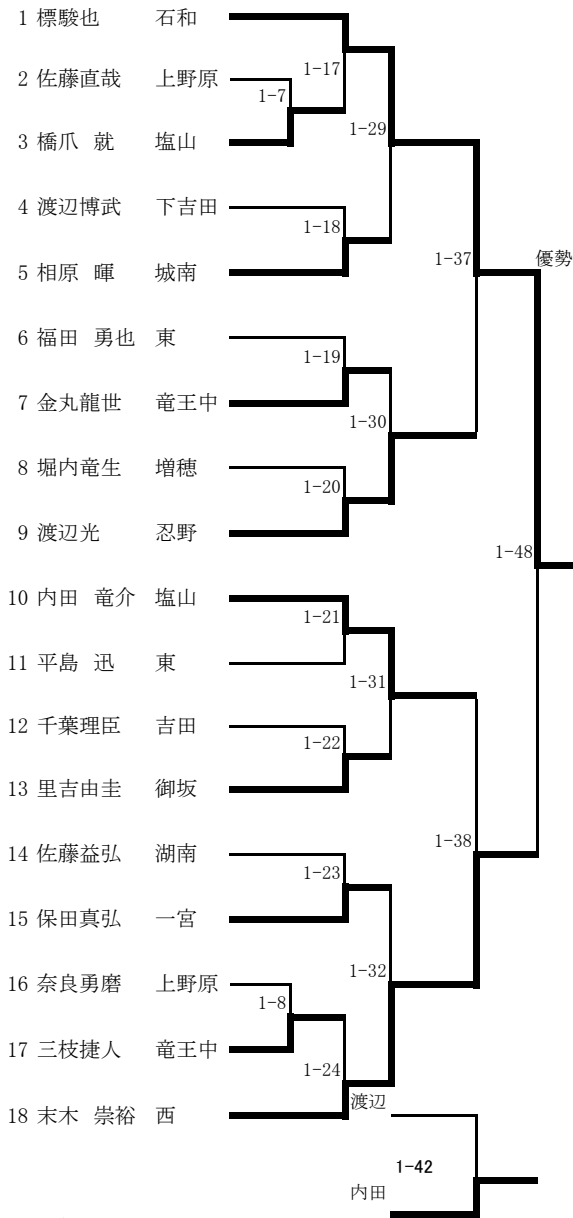 1 標駿也 石和
1-17
2 佐藤直哉 上野原
1-7
3 橋爪 就 塩山
1-29
4 渡辺博武 下吉田
1-18
5 相原 暉 城南
1-37
優勢
6 福田 勇也 東
1-19
7 金丸龍世 竜王中
1-30
8 堀内竜生 増穂
1-20
9 渡辺光 忍野
1-48
10 内田 竜介 塩山
1-21
11 平島 迅 東
1-31
12 千葉理臣 吉田
1-22
13 里吉由圭 御坂
14 佐藤益弘 湖南
1-38
1-23
15 保田真弘 一宮
1-32
16 奈良勇磨 上野原
1-8
17 三枝捷人 竜王中
1-24
18 末木 崇裕 西
渡辺
1-42
内田